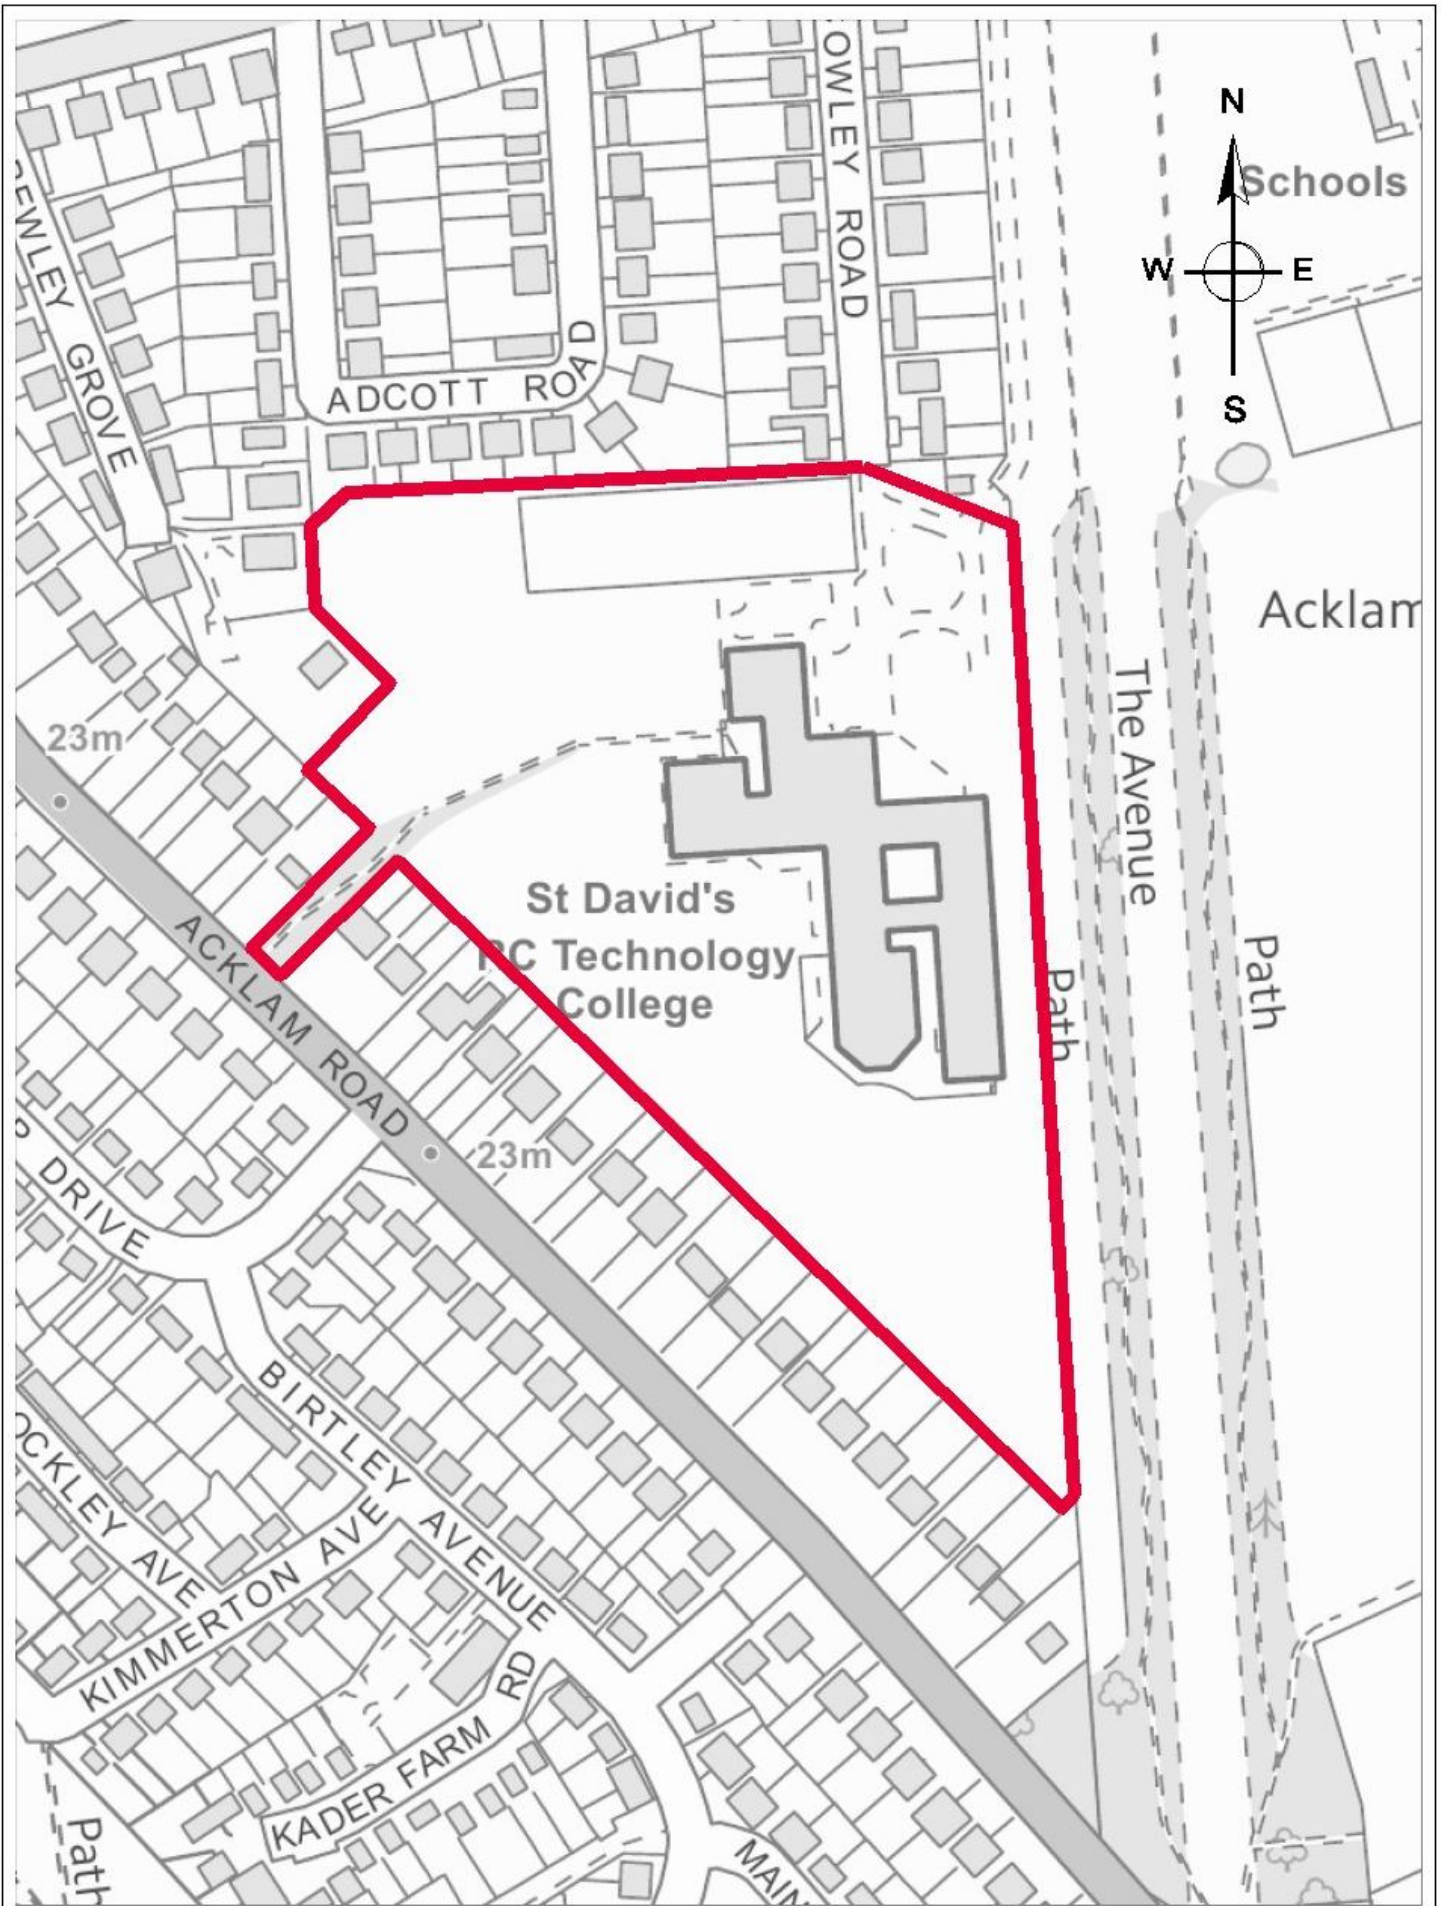 OWLEY ROAD
N
Schools
W
E
S
EWLEY GROVE
ADCOTT ROAD
Acklam
23m
The Avenue
St David's
RC Technology
College
Path
Path
ACKLAM ROAD
23m
DRIVE
BIRTLEY AVENUE
OCKLEY AVE
KIMMERTON AVE
KADER FARM RD
Path
MAIN